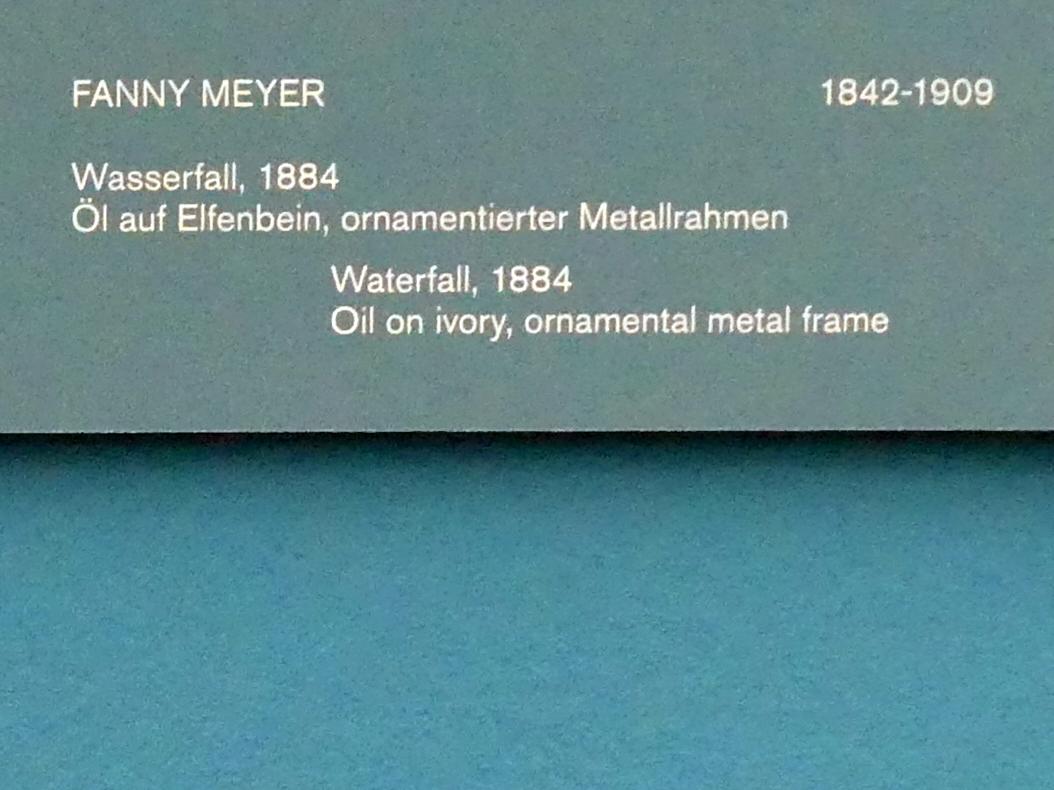 FANNY MEYER 1842-1909
Wasserfall, 1884
Öl auf Elfenbein, ornamentierter Metallrahmen
Waterfall, 1884
Oil on ivory, ornamental metal frame